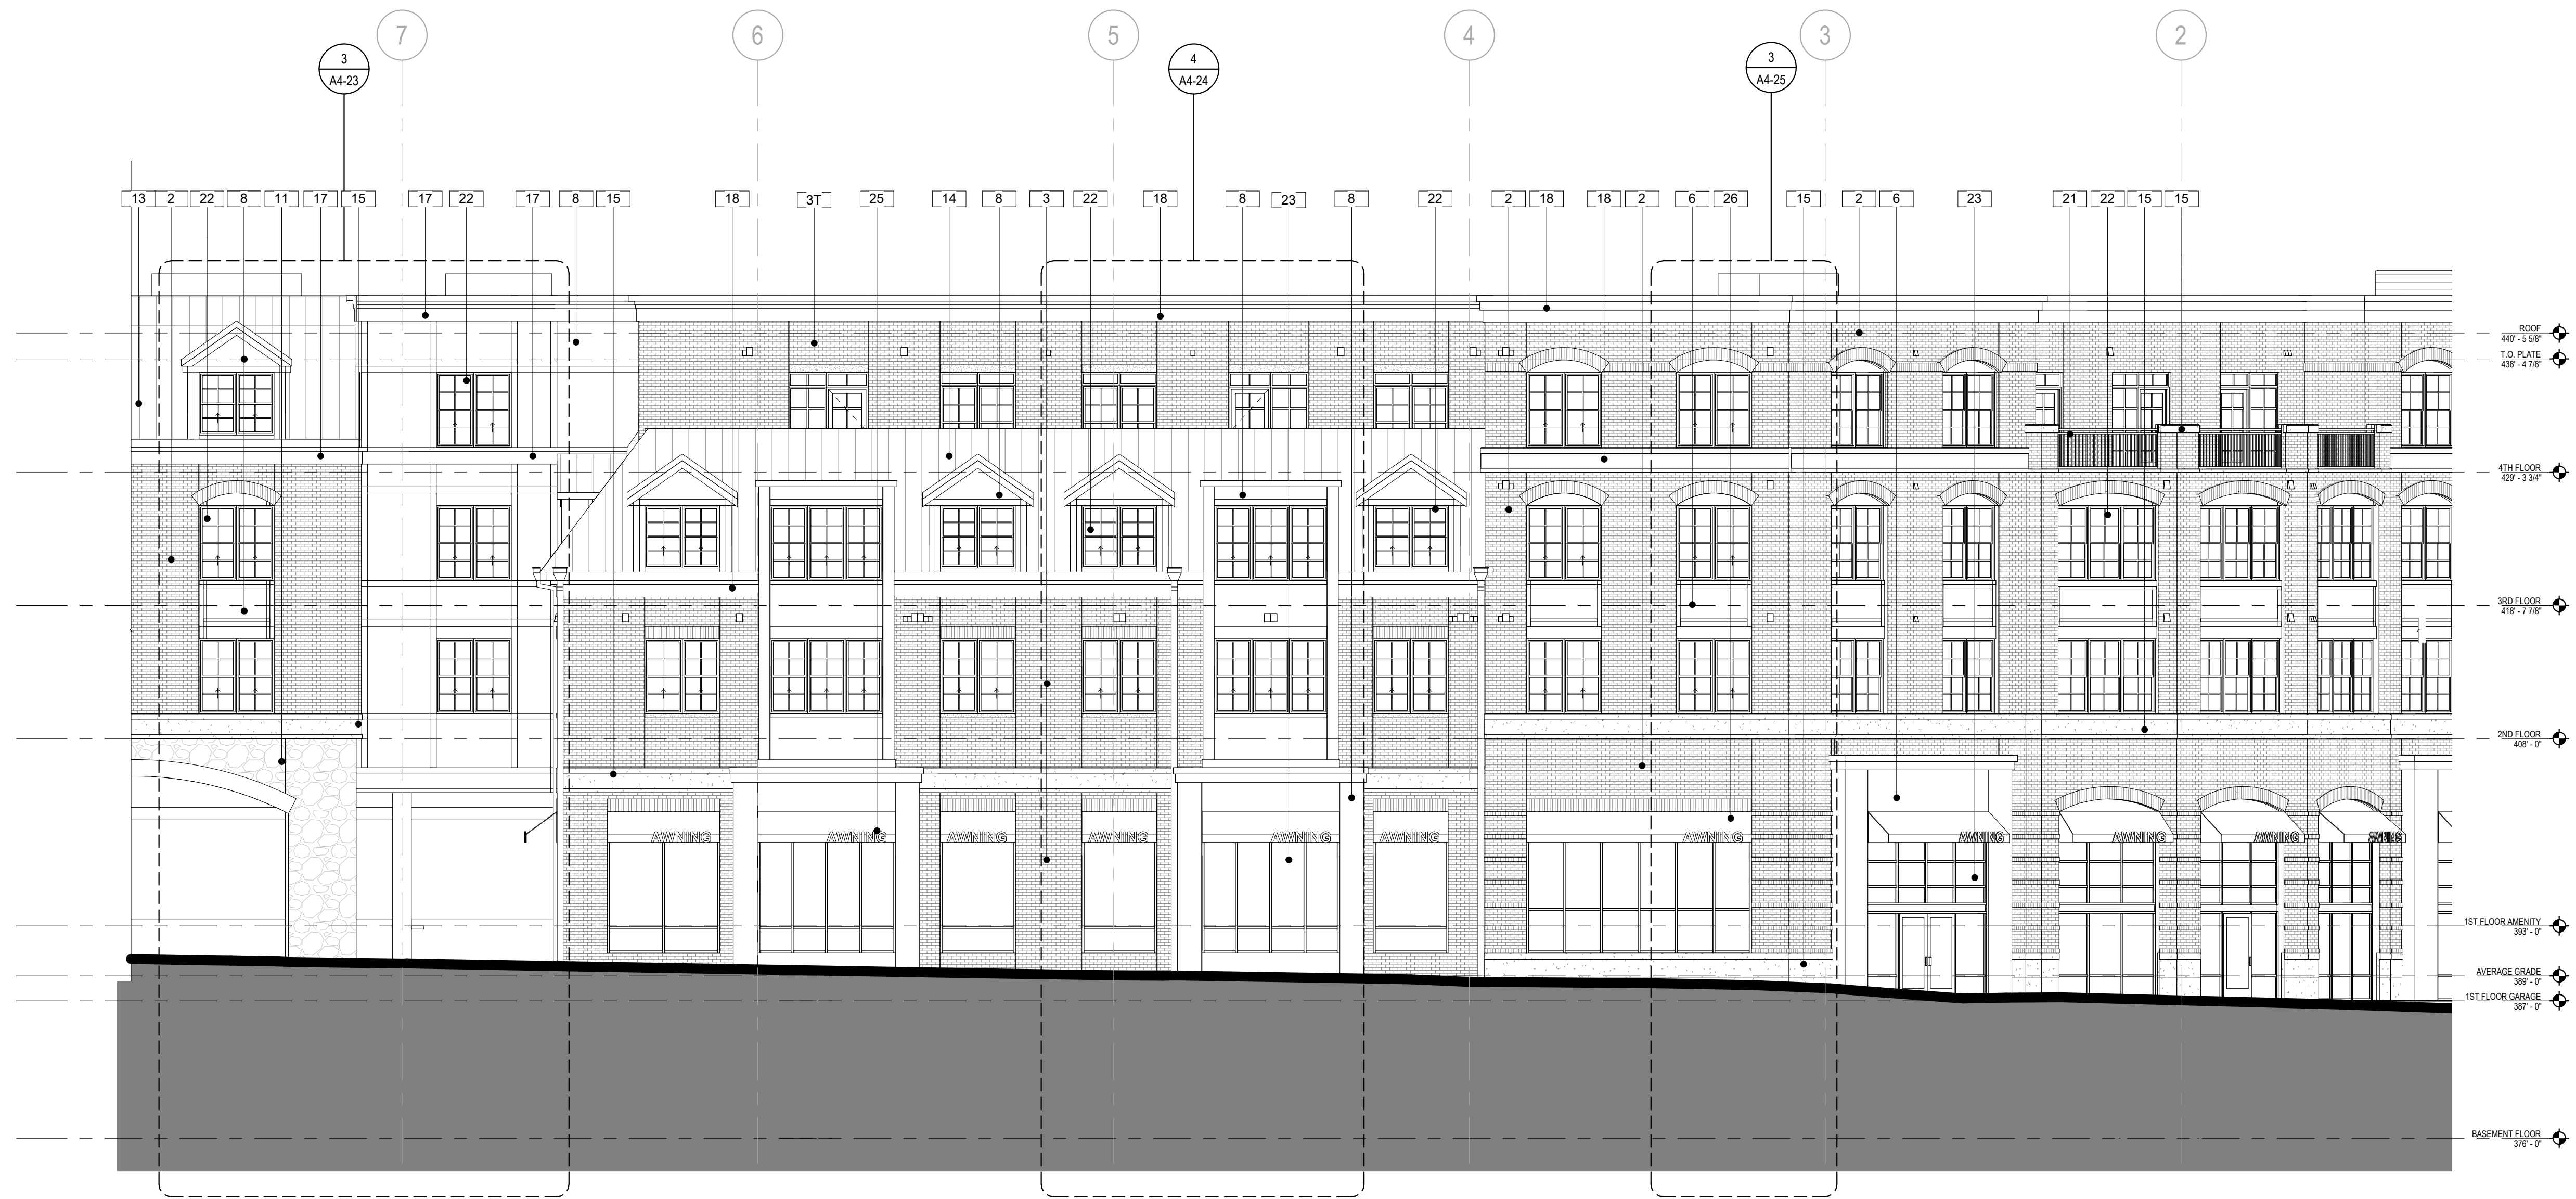 7
6
5
4
3
2
3
A4-23
4
A4-24
3
A4-25
13 2 22 8 11 17 15 17 22 17 8 15 18 3T 25 14 8 3 22 18 8 23 8 22 2 18 18 2 6 26 15 2 6 23 21 22 15 15
ROOF
440' - 5 5/8"
T.O. PLATE
438' - 4 7/8"
4TH FLOOR
429' - 3 3/4"
3RD FLOOR
418' - 7 7/8"
2ND FLOOR
408' - 0"
AWNING AWNING AWNING AWNING AWNING AWNING AWNING AWNING AWNING AWNING AWNING
1ST FLOOR AMENITY
393' - 0"
AVERAGE GRADE
389' - 0"
1ST FLOOR GARAGE
387' - 0"
BASEMENT FLOOR
376' - 0"